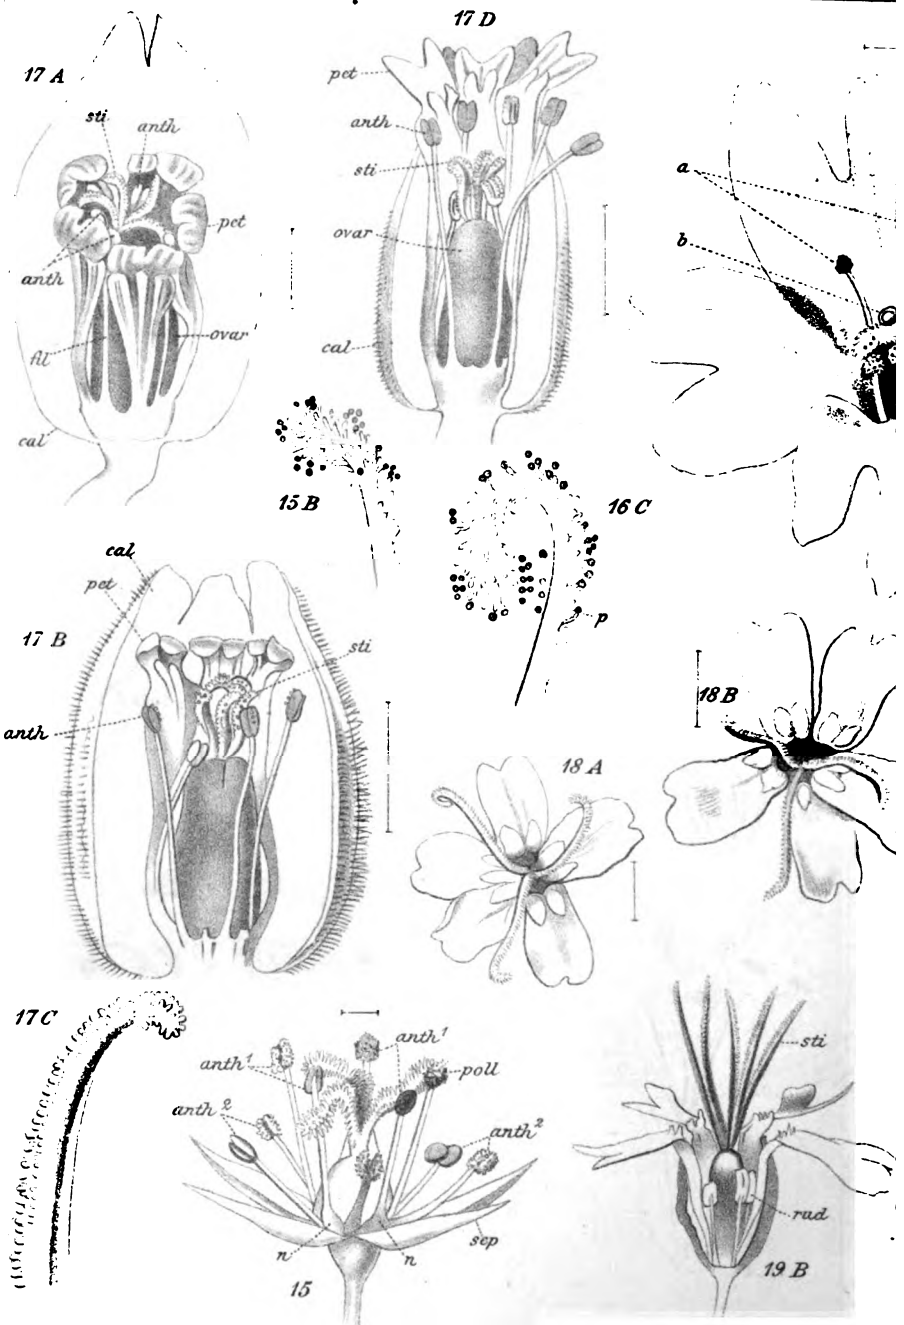 17 A
sti
anth
pet
anth
fil
ovar
cal
17 D
pet
anth
sti
ovar
cal
a
b
15 B
16 C
p
cal
pet
17 B
sti
anth
18 A
18 B
17 C
anth¹
anth¹
poll
anth²
anth²
n
n
sep
15
sti
rud
19 B